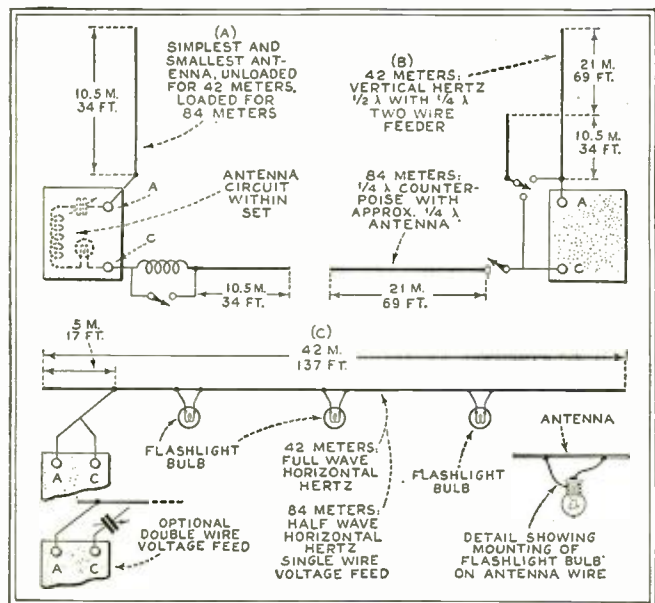 (A)
SIMPLEST AND
SMALLEST ANT-
ENNA, UNLOADED
FOR 42 METERS,
LOADED FOR
84 METERS
10.5 M.
34 FT.
ANTENNA
CIRCUIT
WITHIN
SET
A
C
10.5 M.
34 FT.
(B)
42 METERS:
VERTICAL HERTZ
1/2 λ WITH 1/4 λ
TWO WIRE
FEEDER
21 M.
69 FT.
10.5 M.
34 FT.
84 METERS:
1/4 λ COUNTER-
POISE WITH
APPROX. 1/4 λ
ANTENNA
A
C
21 M.
69 FT.
(C)
5 M.
17 FT.
42 M.
137 FT.
FLASHLIGHT
BULB
42 METERS:
FULL WAVE
HORIZONTAL
HERTZ
84 METERS:
HALF WAVE
HORIZONTAL
HERTZ
SINGLE WIRE
VOLTAGE FEED
FLASHLIGHT
BULB
ANTENNA
A C
OPTIONAL
DOUBLE WIRE
VOLTAGE FEED
A C
DETAIL SHOWING
MOUNTING OF
FLASHLIGHT BULB
ON ANTENNA WIRE